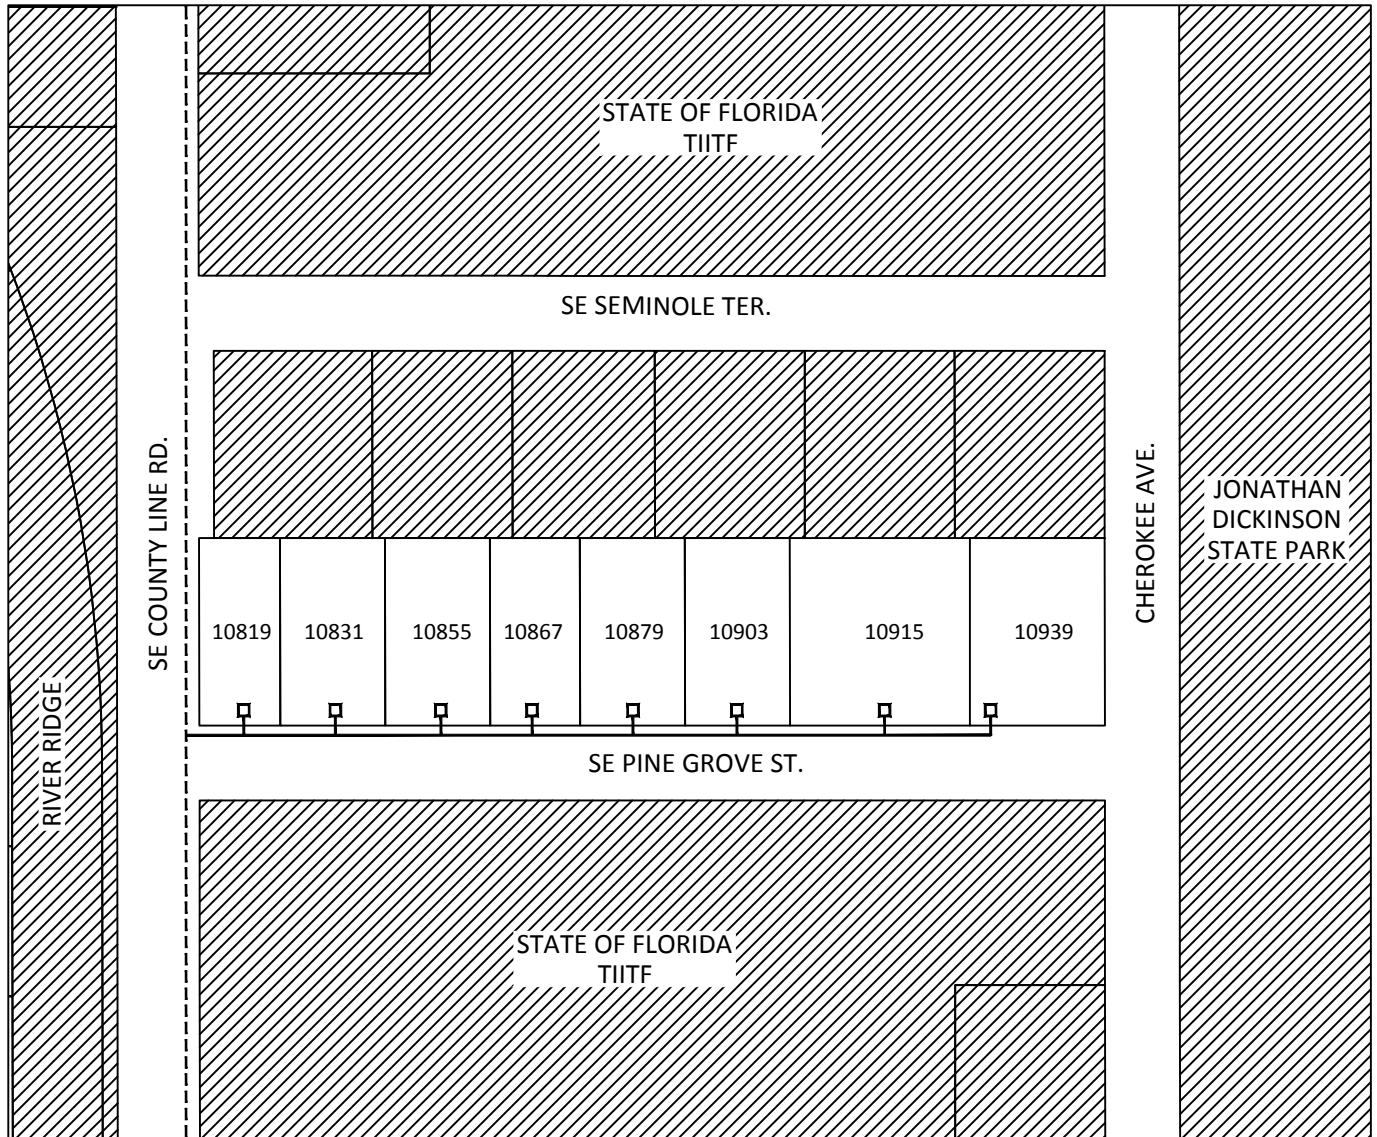 STATE OF FLORIDA
TIITF
SE SEMINOLE TER.
SE COUNTY LINE RD.
CHEROKEE AVE.
JONATHAN
DICKINSON
STATE PARK
10819
10831
10855
10867
10879
10903
10915
10939
RIVER RIDGE
SE PINE GROVE ST.
STATE OF FLORIDA
TIITF